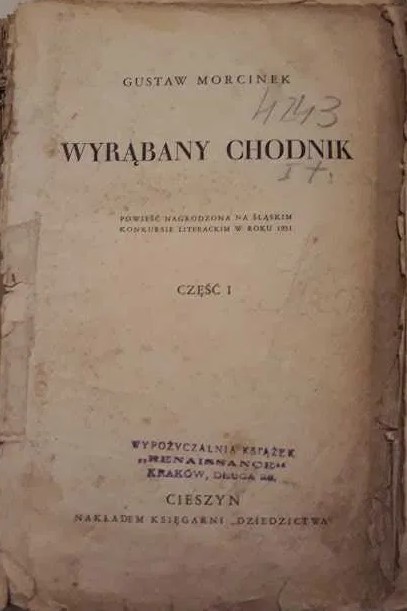 GUSTAW MORCINEK
4243
WYRĄBANY CHODNIK
I t.
POWIEŚĆ NAGRODZONA NA ŚLĄSKIM
KONKURSIE LITERACKIM W ROKU 1931
CZĘŚĆ I
WYPOŻYCZALNIA KSIĄŻEK
„RENAISSANCE"
KRAKÓW, DŁUGA
CIESZYN
NAKŁADEM KSIĘGARNI „DZIEDZICTWA"